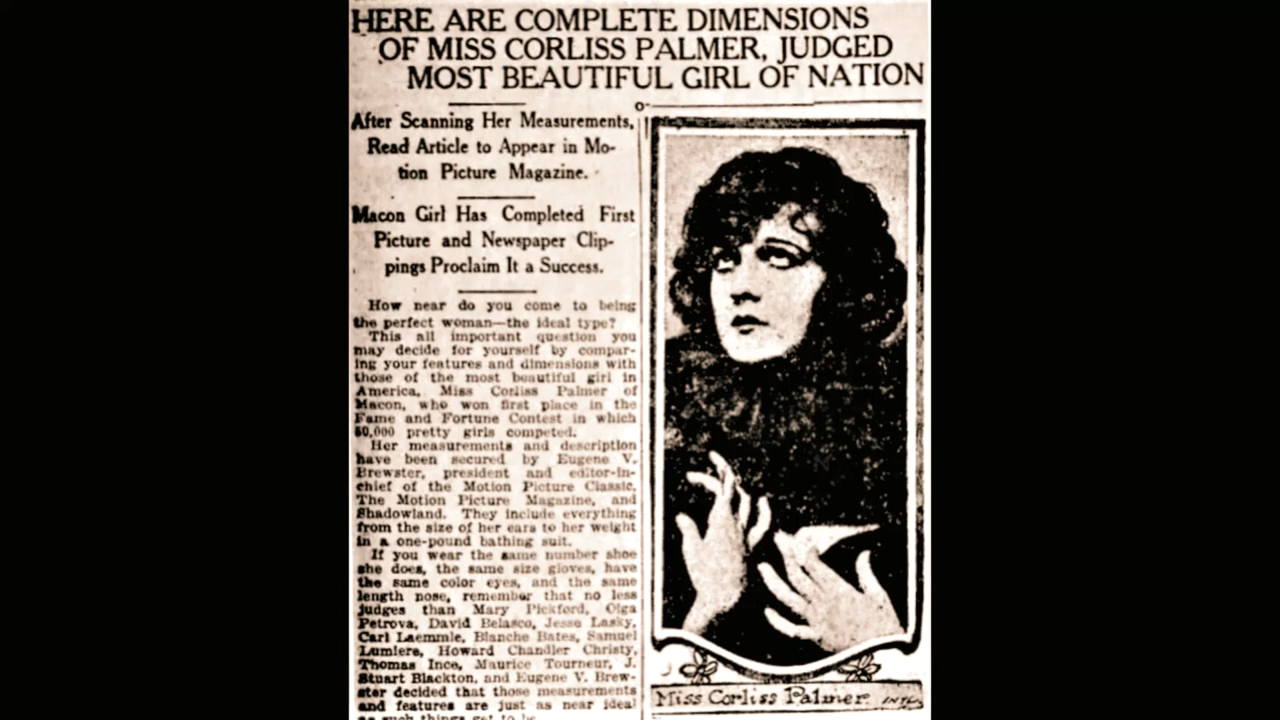 HERE ARE COMPLETE DIMENSIONS
OF MISS CORLISS PALMER, JUDGED
MOST BEAUTIFUL GIRL OF NATION
After Scanning Her Measurements,
Read Article to Appear in Mo-
tion Picture Magazine.
Macon Girl Has Completed First
Picture and Newspaper Clip-
pings Proclaim It a Success.
How near do you come to being
the perfect woman—the ideal type?
This all important question you
may decide for yourself by compar-
ing your features and dimensions with
those of the most beautiful girl in
America, Miss Corliss Palmer of
Macon, who won first place in the
Fame and Fortune Contest in which
pretty girls competed.
Her measurements and description
have been secured by Eugene V.
Brewster, president and editor-in-
chief of the Motion Picture Classic,
The Motion Picture Magazine, and
Shadowland. They include everything
from the size of her ears to her weight
in a one-pound bathing suit.
If you wear the same number shoe
she does, the same size gloves, have
the same color eyes, and the same
length nose, remember that no less
judges than Mary Pickford, Olga
Petrova, David Belasco, Jesse Lasky,
Carl Laemmle, Blanche Bates, Samuel
Lumiere, Howard Chandler Christy,
Thomas Ince, Maurice Tourneur, J.
Stuart Blackton, and Eugene V. Brew-
ster decided that those measurements
and features are just as near ideal
as such things get to be
Miss Corliss Palmer